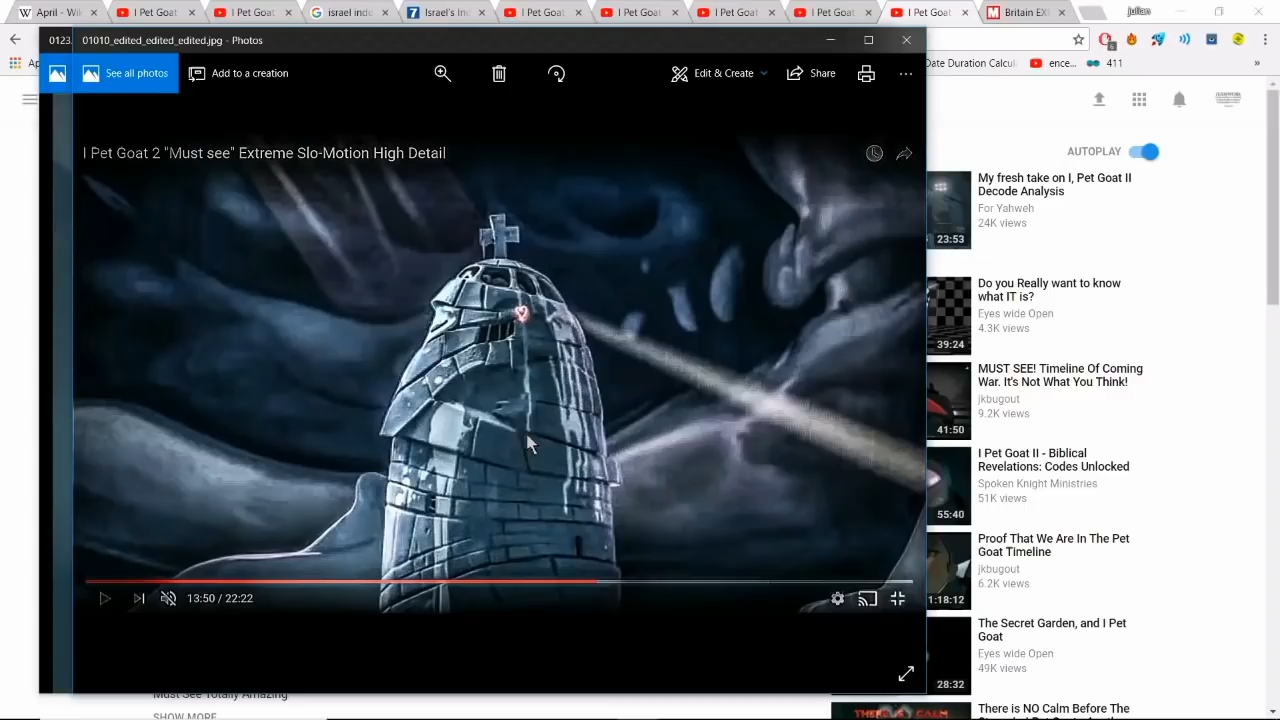 April - Wik
I Pet Goat
israel inde
Israel's Ind
I Pet Goat
I Pet Goat
I Pet Goat
I Pet Goat
I Pet Goat
Britain Exi
0123
01010_edited_edited_edited.jpg - Photos
Date Duration Calcul
ence...
411
See all photos
Add to a creation
Edit & Create
Share
I Pet Goat 2 "Must see" Extreme Slo-Motion High Detail
13:50 / 22:22
AUTOPLAY
My fresh take on I, Pet Goat II
Decode Analysis
For Yahweh
24K views
23:53
Do you Really want to know
what IT is?
Eyes wide Open
4.3K views
39:24
MUST SEE! Timeline Of Coming
War. It's Not What You Think!
jkbugout
9.2K views
41:50
I Pet Goat II - Biblical
Revelations: Codes Unlocked
Spoken Knight Ministries
51K views
55:40
Proof That We Are In The Pet
Goat Timeline
jkbugout
6.2K views
1:18:12
The Secret Garden, and I Pet
Goat
Eyes wide Open
49K views
28:32
There is NO Calm Before The
THERE IS CALM
Must See Totally Amazing.
SHOW MORE